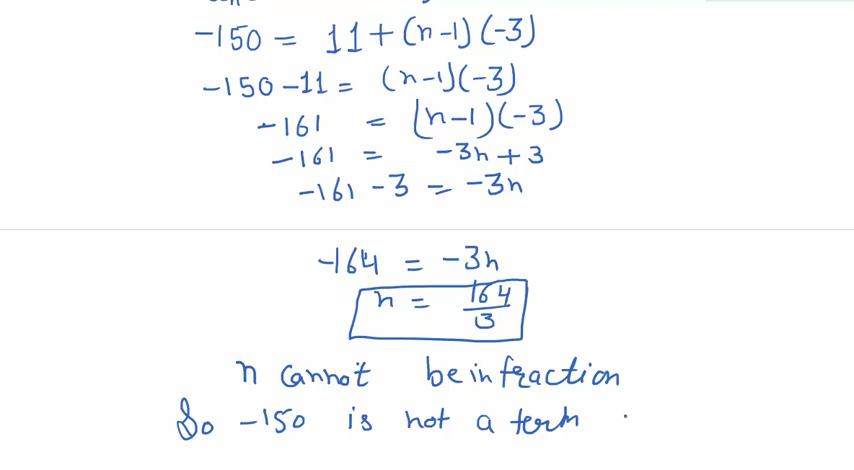 -150 = 11 + (n-1) (-3)
-150 - 11 = (n-1)(-3)
-161 = (n-1)(-3)
-161 = -3n + 3
-161 - 3 = -3n
-164 = -3n
n = 164/3
n cannot be in fraction
So -150 is not a term